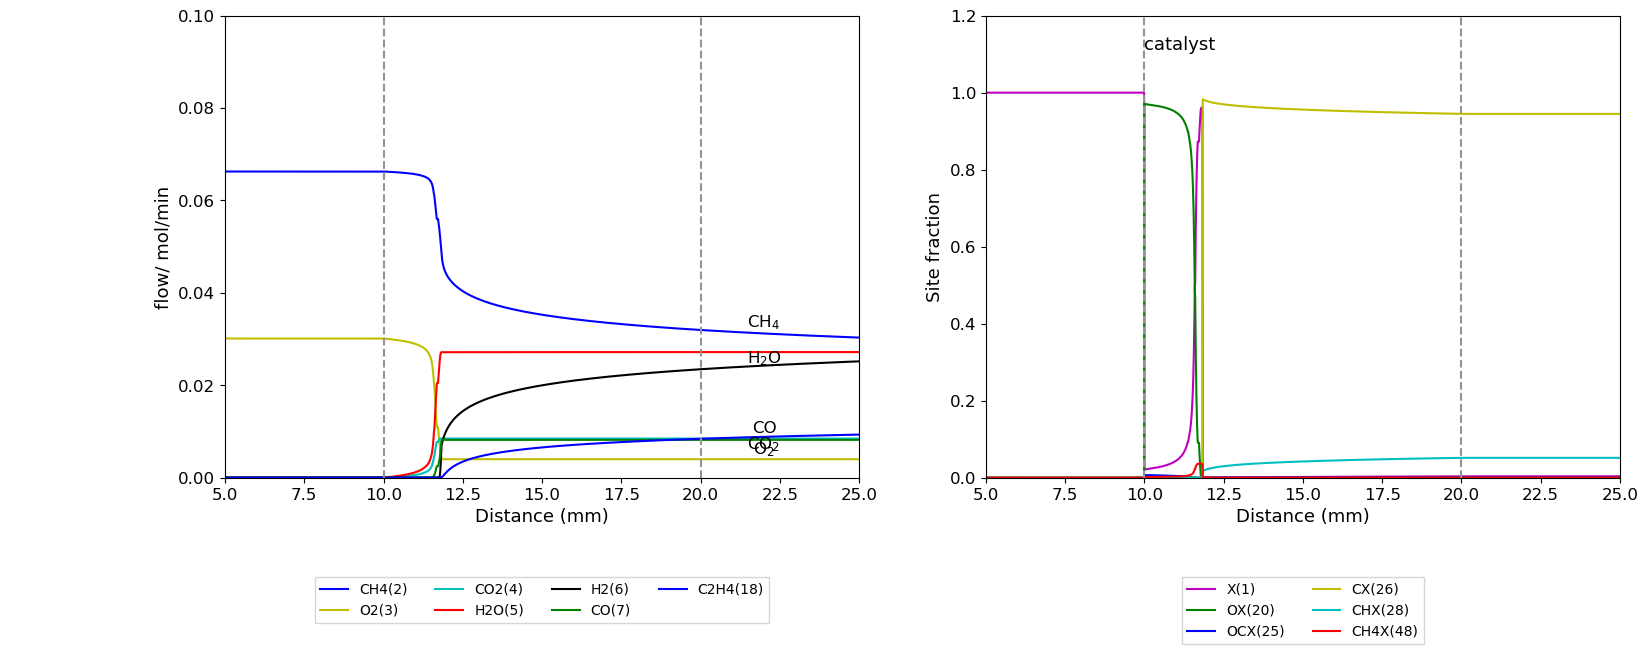 0.10
0.08
0.06
0.04
0.02
0.00
flow/ mol/min
CH4
H2O
CO
CO2
O2
5.0 7.5 10.0 12.5 15.0 17.5 20.0 22.5 25.0
Distance (mm)
CH4(2) CO2(4) H2(6) C2H4(18)
O2(3) H2O(5) CO(7)
1.2
1.0
0.8
0.6
0.4
0.2
0.0
Site fraction
catalyst
5.0 7.5 10.0 12.5 15.0 17.5 20.0 22.5 25.0
Distance (mm)
X(1) CX(26)
OX(20) CHX(28)
OCX(25) CH4X(48)